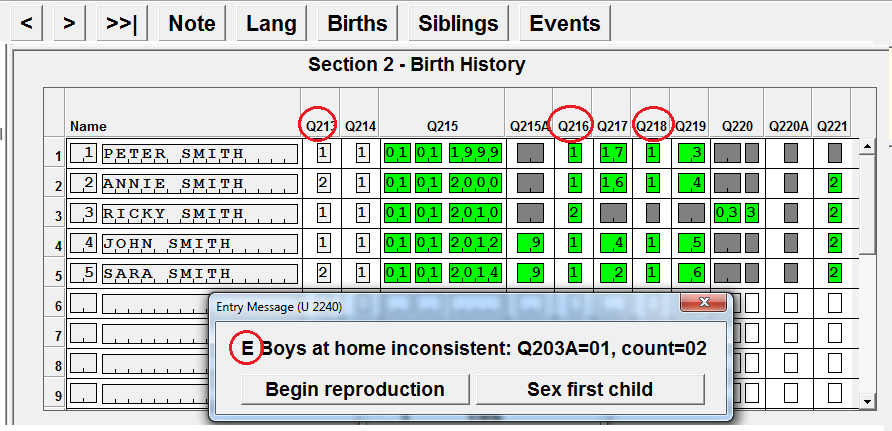 < > >>| Note Lang Births Siblings Events
Section 2 - Birth History
Name Q213 Q214 Q215 Q215A Q216 Q217 Q218 Q219 Q220 Q220A Q221
1 1 PETER SMITH 1 1 01 01 1999 1 17 1 3
2 2 ANNIE SMITH 2 1 01 01 2000 1 16 1 4 2
3 3 RICKY SMITH 1 1 01 01 2010 2 03 3 2
4 4 JOHN SMITH 1 1 01 01 2012 9 1 4 1 5 2
5 5 SARA SMITH 2 1 01 01 2014 9 1 2 1 6 2
6
7
8
9
Entry Message (U 2240)
E Boys at home inconsistent: Q203A=01, count=02
Begin reproduction Sex first child